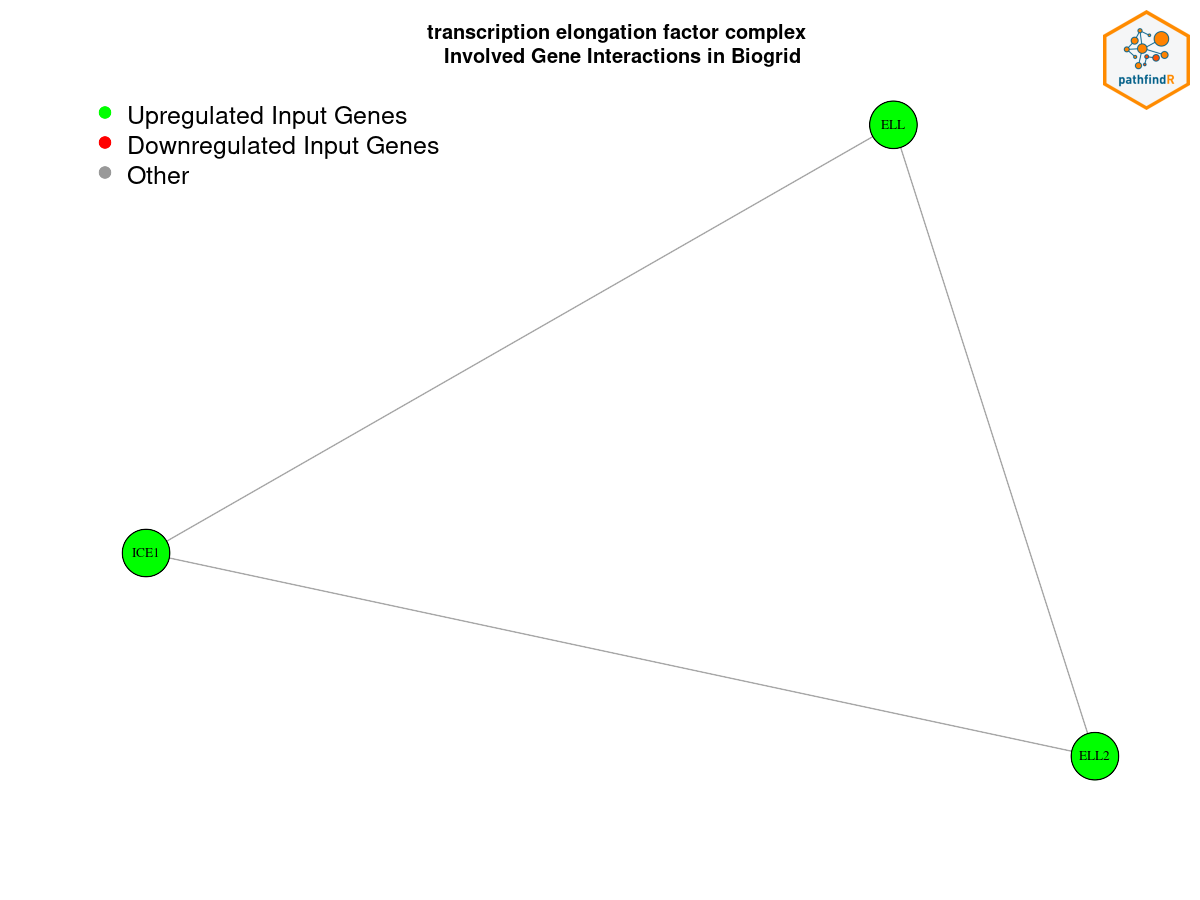 transcription elongation factor complex
Involved Gene Interactions in Biogrid
pathfindR
Upregulated Input Genes
Downregulated Input Genes
Other
ELL
ICE1
ELL2